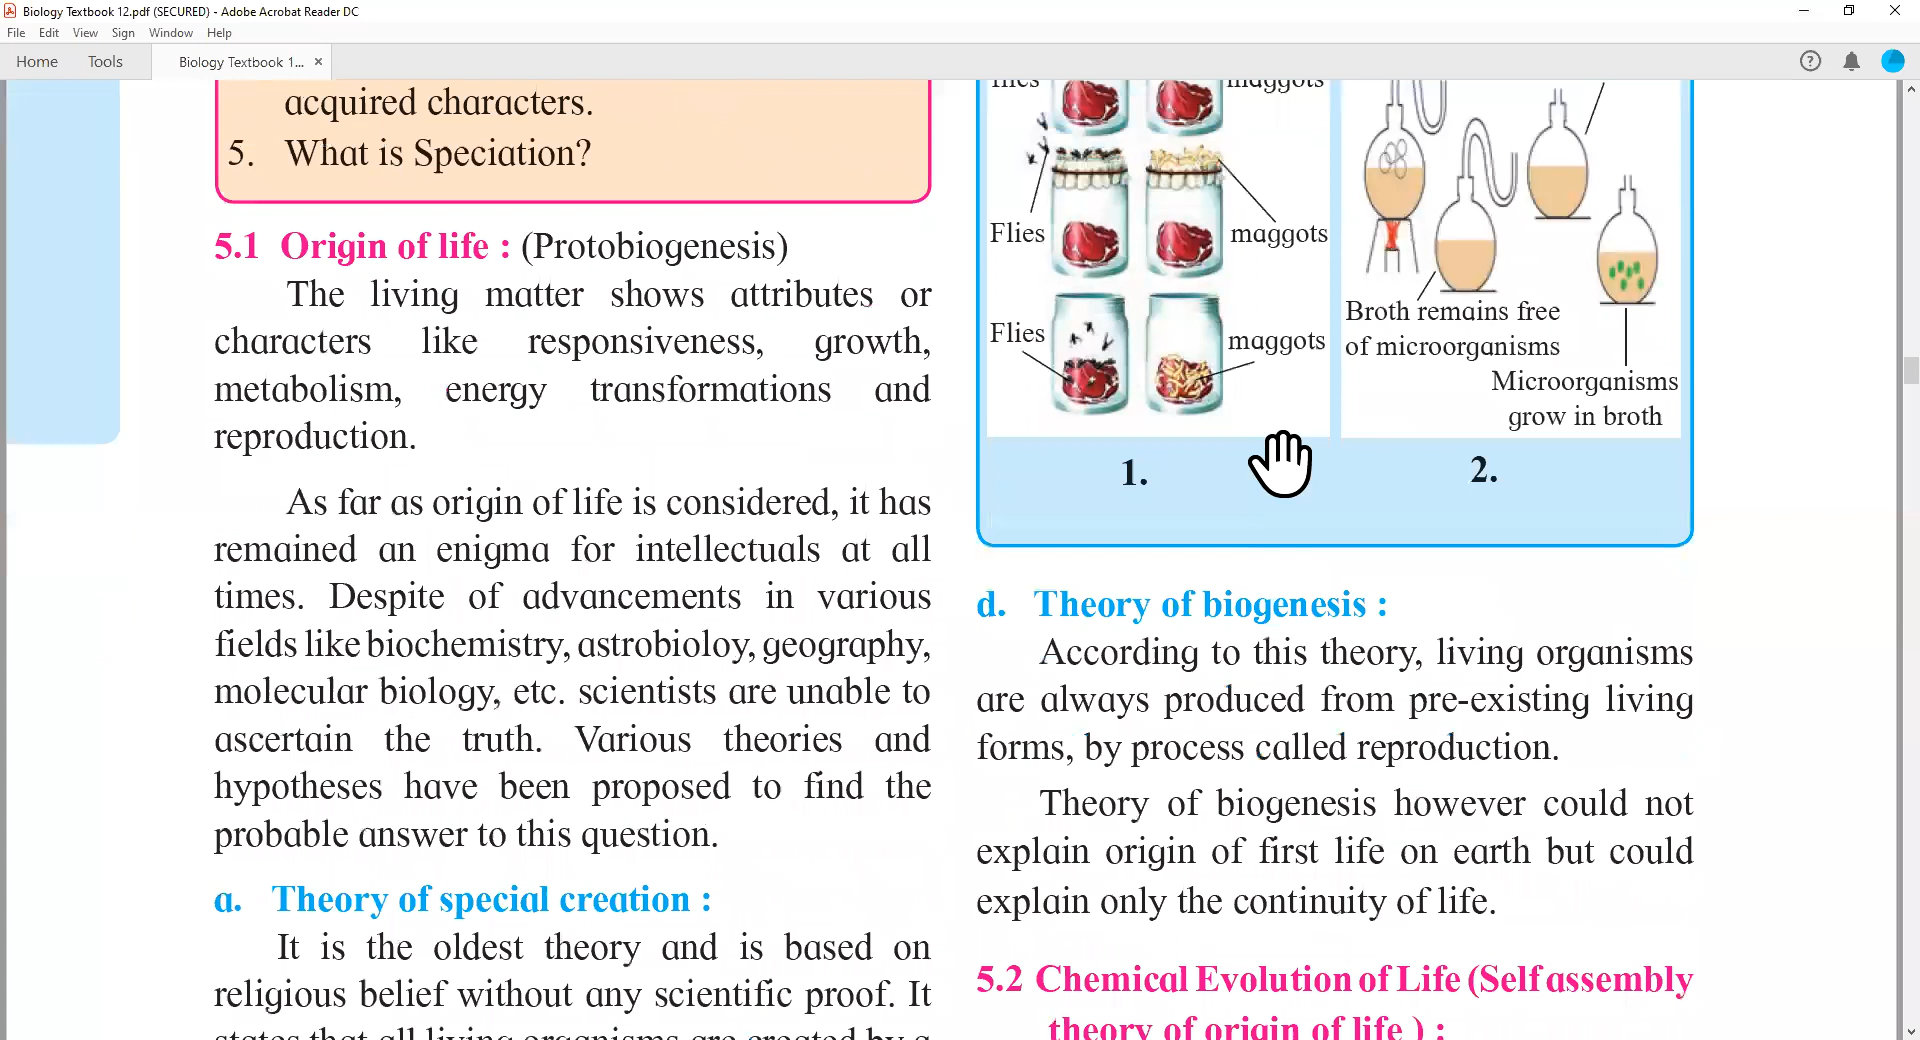 Biology Textbook 12.pdf (SECURED) - Adobe Acrobat Reader DC
File Edit View Sign Window Help
Home Tools Biology Textbook 1... ×
acquired characters.
5. What is Speciation?
5.1 Origin of life : (Protobiogenesis)
The living matter shows attributes or
characters like responsiveness, growth,
metabolism, energy transformations and
reproduction.
As far as origin of life is considered, it has
remained an enigma for intellectuals at all
times. Despite of advancements in various
fields like biochemistry, astrobioloy, geography,
molecular biology, etc. scientists are unable to
ascertain the truth. Various theories and
hypotheses have been proposed to find the
probable answer to this question.
a. Theory of special creation :
It is the oldest theory and is based on
religious belief without any scientific proof. It
states that all living organisms are created by a
maggots
Flies
maggots
Flies
maggots
1.
Broth remains free
of microorganisms
Microorganisms
grow in broth
2.
d. Theory of biogenesis :
According to this theory, living organisms
are always produced from pre-existing living
forms, by process called reproduction.
Theory of biogenesis however could not
explain origin of first life on earth but could
explain only the continuity of life.
5.2 Chemical Evolution of Life (Self assembly
theory of origin of life ) :